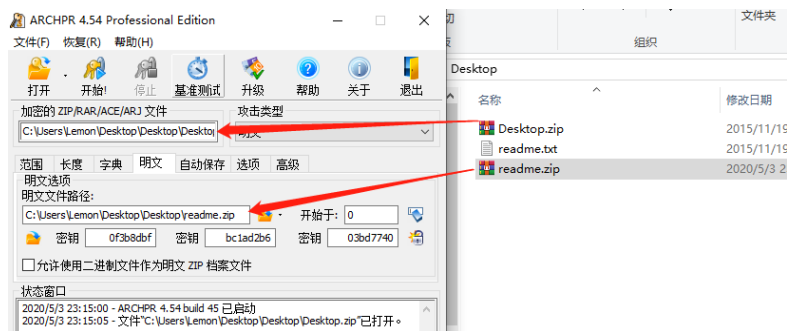 ARCHPR 4.54 Professional Edition
文件(F) 恢复(R) 帮助(H)
打开 开始! 停止 基准测试 升级 帮助 关于 退出
加密的 ZIP/RAR/ACE/ARJ 文件
攻击类型
C:\Users\Lemon\Desktop\Desktop\Deskto
明文
范围 长度 字典 明文 自动保存 选项 高级
明文选项
明文文件路径:
C:\Users\Lemon\Desktop\Desktop\readme.zip
开始于: 0
密钥 0f3b8dbf 密钥 bc1ad2b6 密钥 03bd7740
允许使用二进制文件作为明文 ZIP 档案文件
状态窗口
2020/5/3 23:15:00 - ARCHPR 4.54 build 45 已启动
2020/5/3 23:15:05 - 文件“C:\Users\Lemon\Desktop\Desktop\Desktop.zip”已打开。
文件夹
组织
Desktop
名称 修改日期
Desktop.zip 2015/11/19
readme.txt 2015/11/19
readme.zip 2020/5/3 2